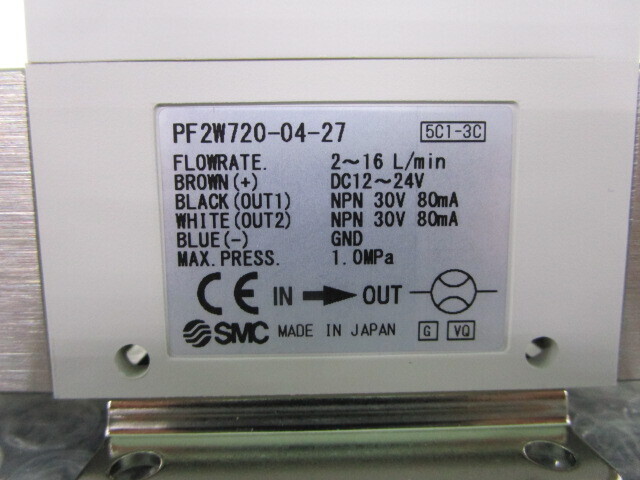 PF2W720-04-27 5C1-3C
FLOWRATE. 2～16 L/min
BROWN(+) DC12～24V
BLACK(OUT1) NPN 30V 80mA
WHITE(OUT2) NPN 30V 80mA
BLUE(-) GND
MAX.PRESS. 1.0MPa
CE IN OUT
SMC MADE IN JAPAN G VQ